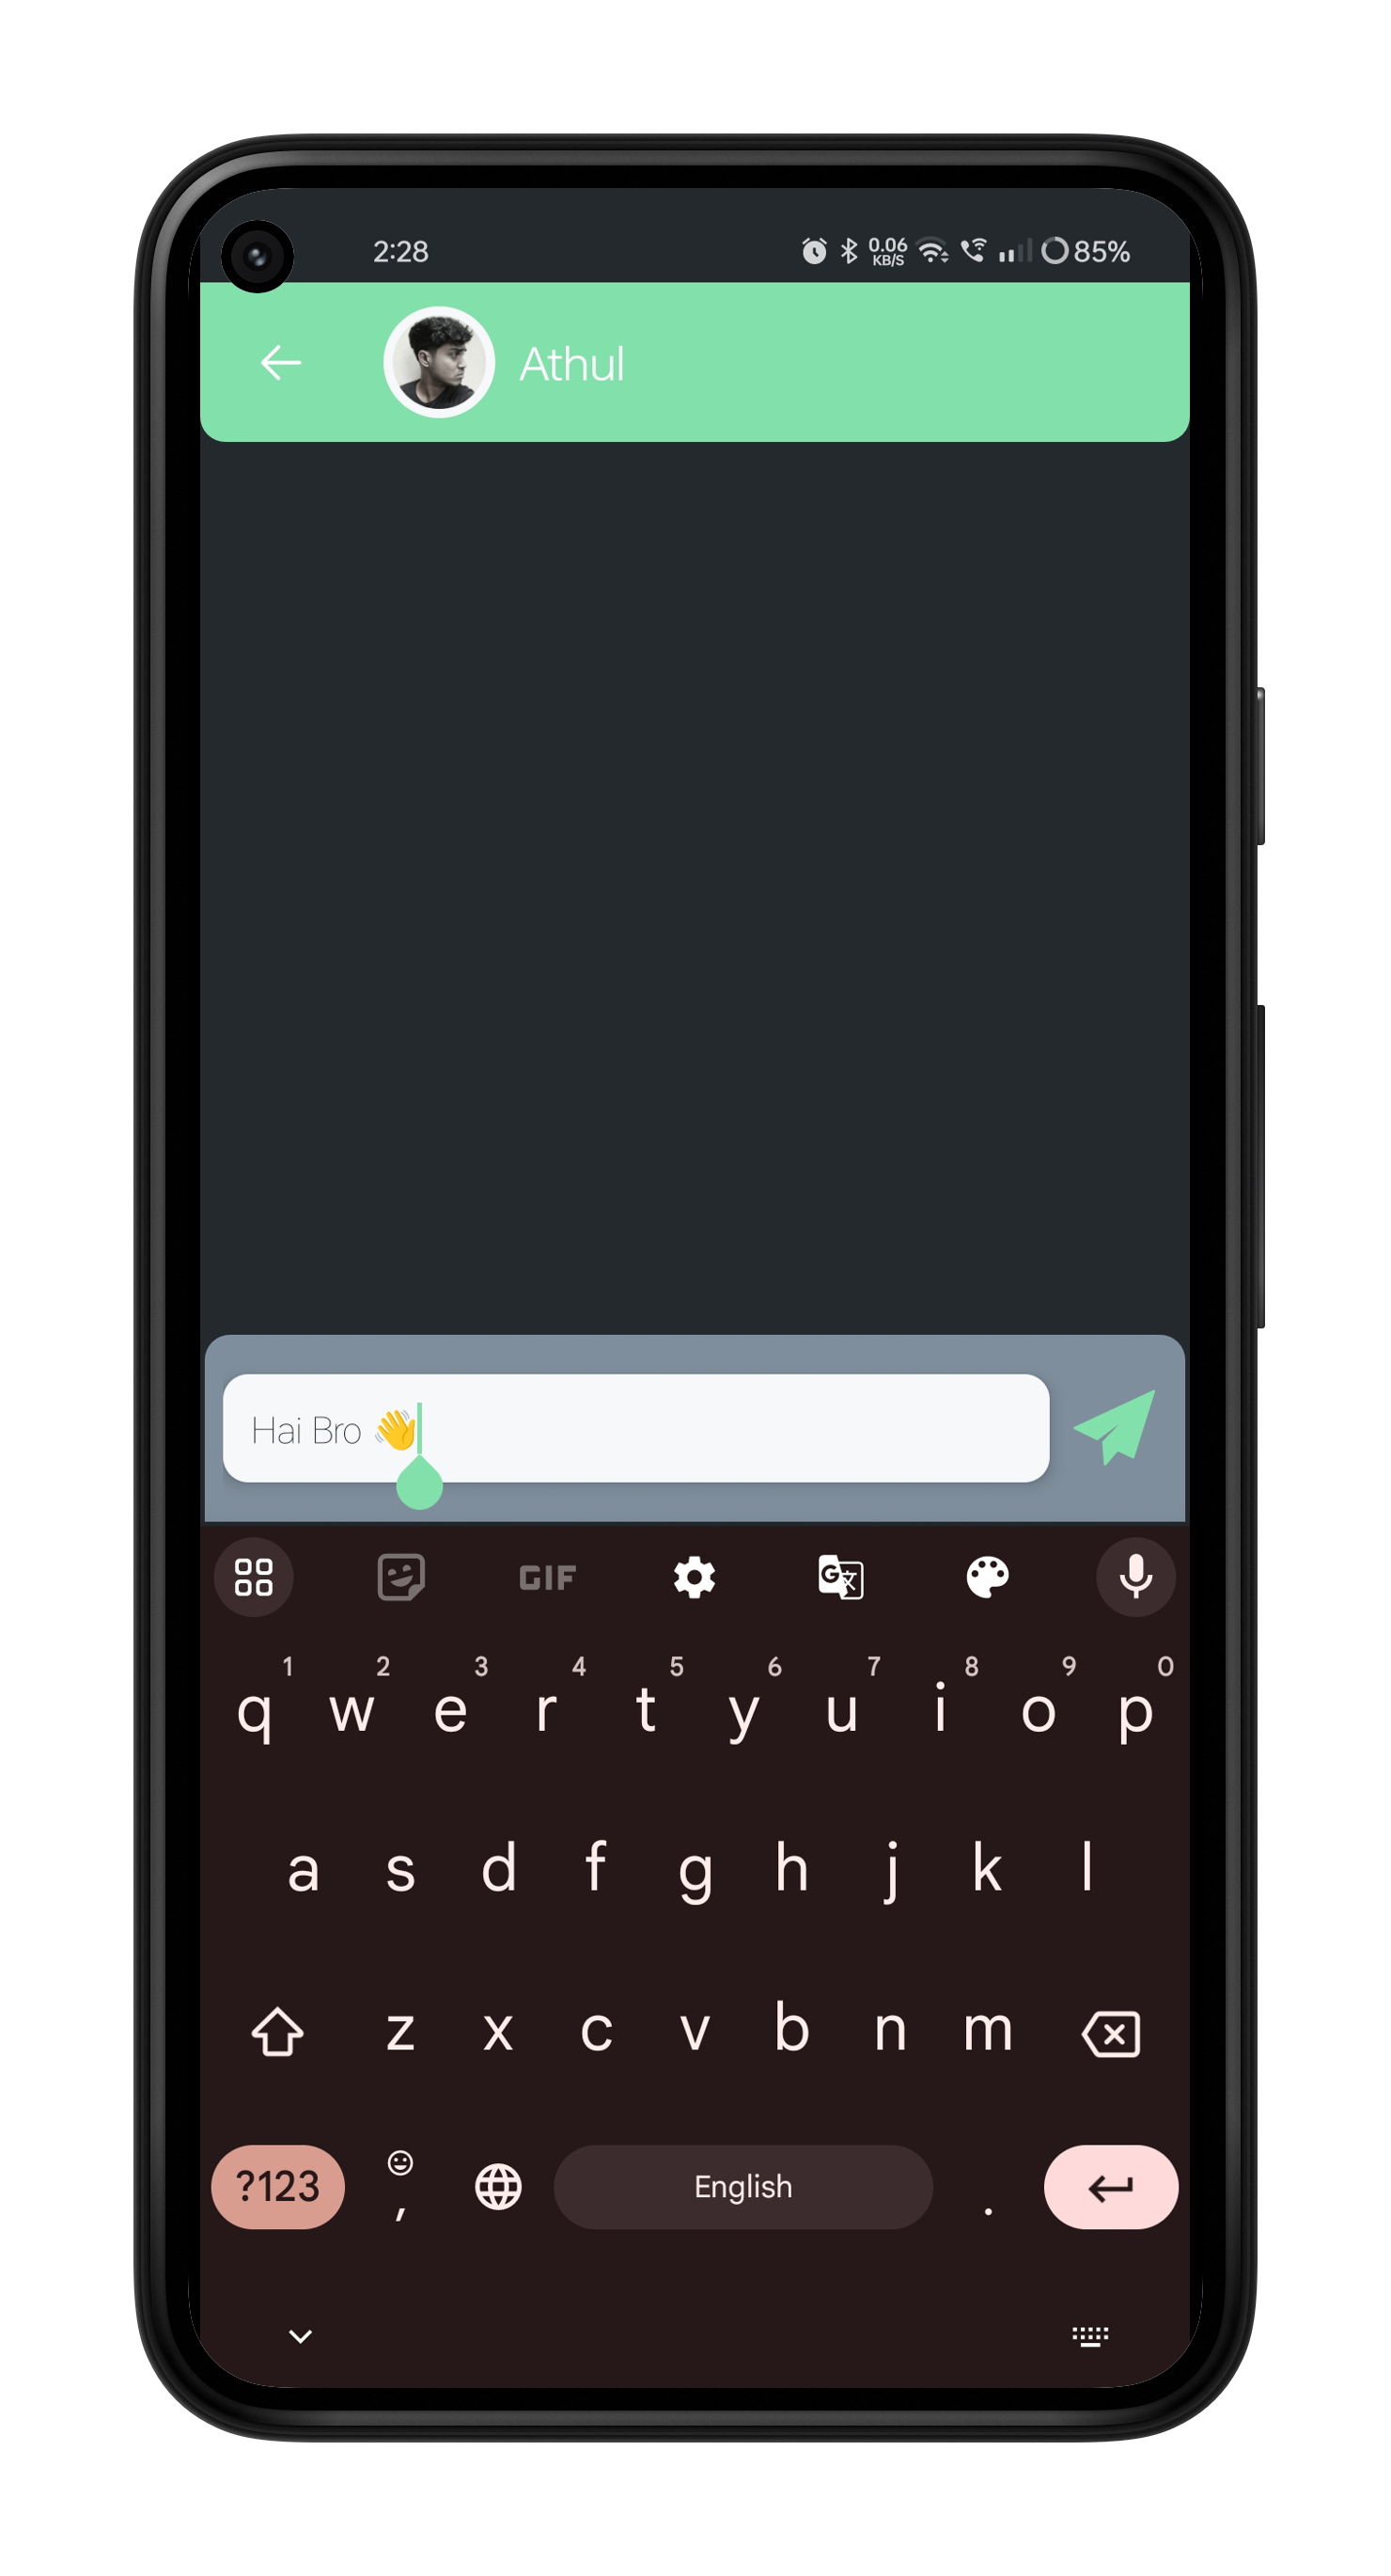 2:28 0.06 KB/S 85%
Athul
Hai Bro 👋
GIF
1 2 3 4 5 6 7 8 9 0
q w e r t y u i o p
a s d f g h j k l
z x c v b n m
?123 , English .